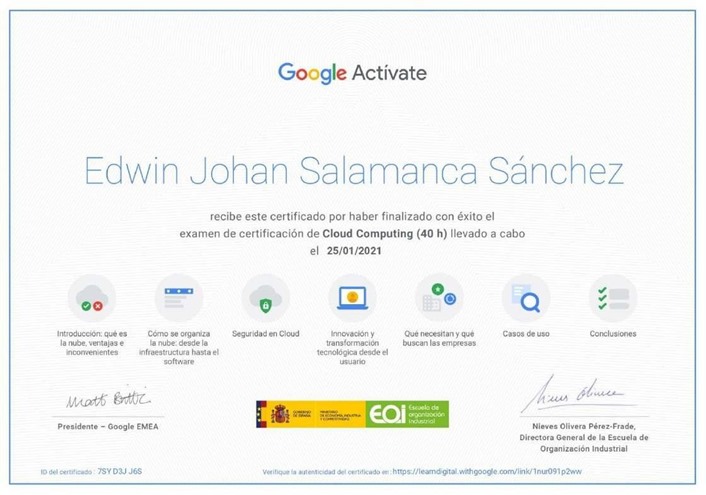 Google Actívate
Edwin Johan Salamanca Sánchez
recibe este certificado por haber finalizado con éxito el
examen de certificación de Cloud Computing (40 h) llevado a cabo
el 25/01/2021
Introducción: qué es
la nube, ventajas e
inconvenientes
Cómo se organiza
la nube: desde la
infraestructura hasta el
software
Seguridad en Cloud
Innovación y
transformación
tecnológica desde el
usuario
Qué necesitan y qué
buscan las empresas
Casos de uso
Conclusiones
Presidente – Google EMEA
GOBIERNO
DE ESPAÑA
MINISTERIO
DE ECONOMÍA, INDUSTRIA
Y COMPETITIVIDAD
EOI
Escuela de
organización
industrial
Nieves Olivera Pérez-Frade,
Directora General de la Escuela de
Organización Industrial
ID del certificado : 7SY D3J J6S
Verifique la autenticidad del certificado en: https://learndigital.withgoogle.com/link/1nur091p2ww